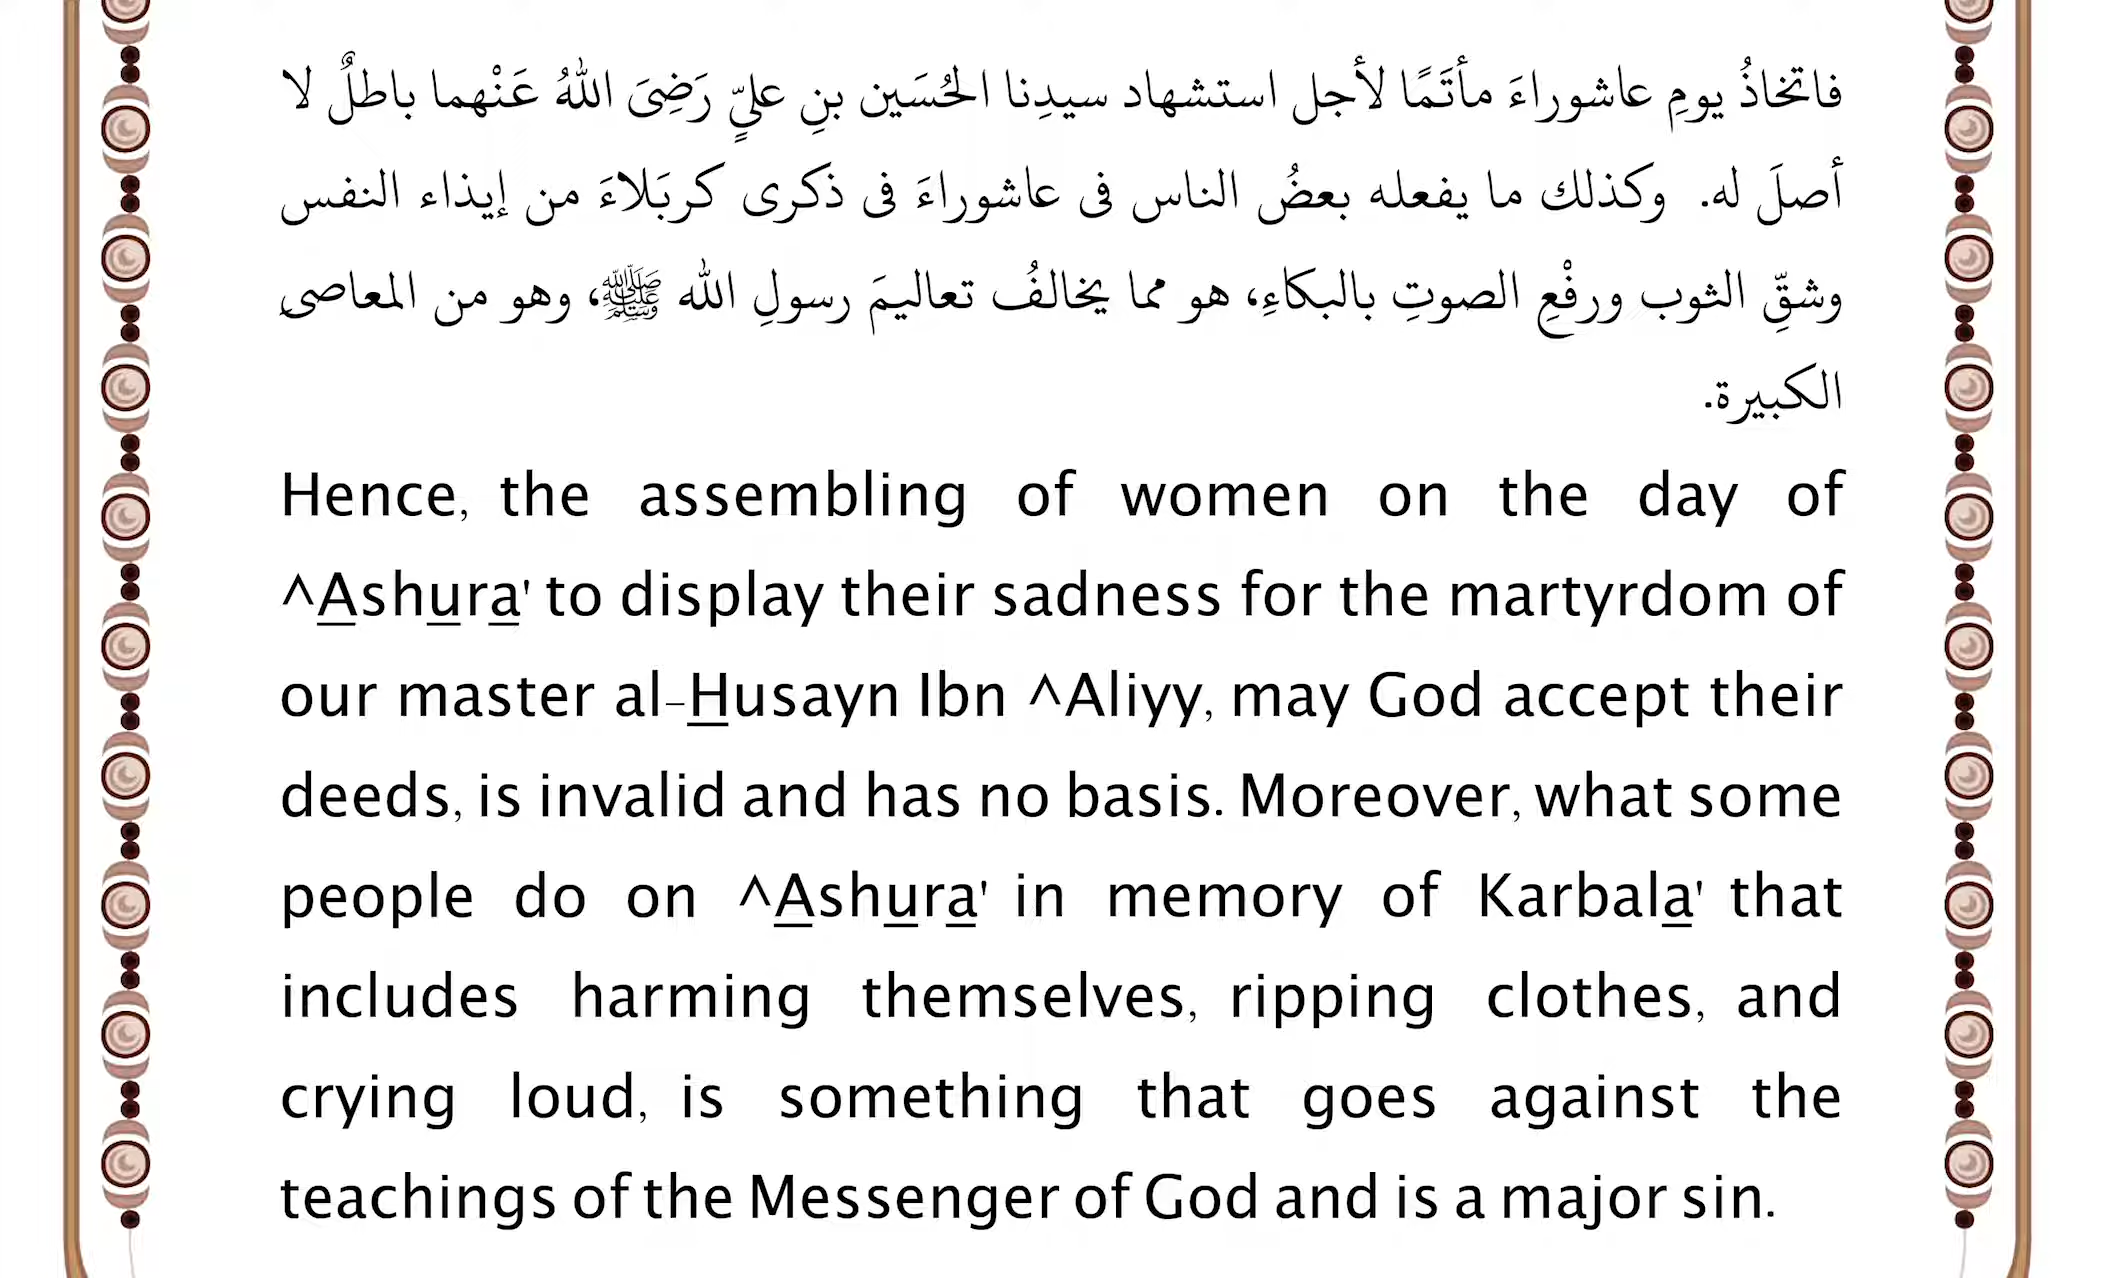 فاتخاذُ يومِ عاشوراءَ مأتَمًا لأجل استشهاد سيدِنا الحُسَين بنِ عليٍّ رَضِىَ اللهُ عَنْهما باطلٌ لا
أصلَ له. وكذلك ما يفعله بعضُ الناس فى عاشوراءَ فى ذكرى كربَلاءَ من إيذاء النفس
وشقِّ الثوب ورفْعِ الصوتِ بالبكاءِ، هو مما يخالفُ تعاليمَ رسولِ الله ﷺ، وهو من المعاصى
الكبيرة.
Hence, the assembling of women on the day of
^Ashura' to display their sadness for the martyrdom of
our master al-Husayn Ibn ^Aliyy, may God accept their
deeds, is invalid and has no basis. Moreover, what some
people do on ^Ashura' in memory of Karbala' that
includes harming themselves, ripping clothes, and
crying loud, is something that goes against the
teachings of the Messenger of God and is a major sin.